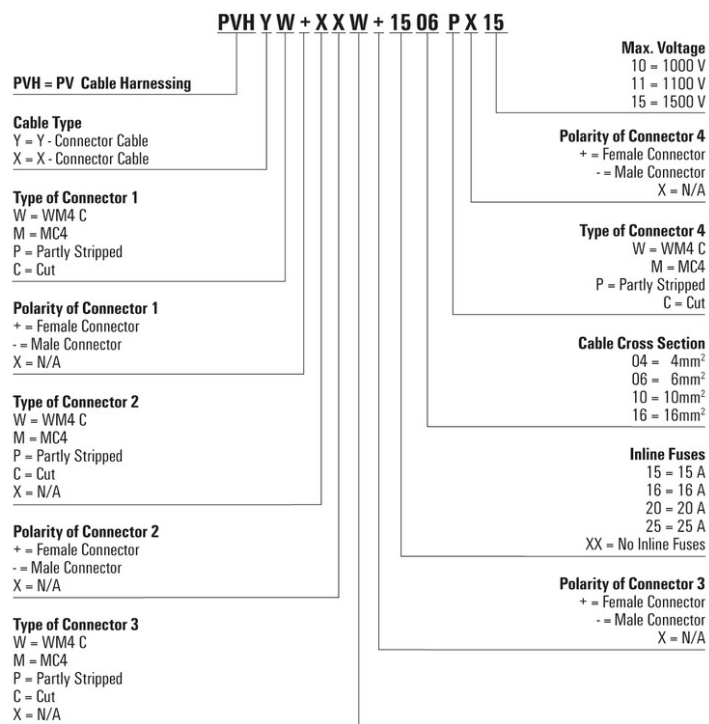 PVH Y W + X X W + 15 06 P X 15
PVH = PV Cable Harnessing
Cable Type
Y = Y - Connector Cable
X = X - Connector Cable
Type of Connector 1
W = WM4 C
M = MC4
P = Partly Stripped
C = Cut
Polarity of Connector 1
+ = Female Connector
- = Male Connector
X = N/A
Type of Connector 2
W = WM4 C
M = MC4
P = Partly Stripped
C = Cut
X = N/A
Polarity of Connector 2
+ = Female Connector
- = Male Connector
X = N/A
Type of Connector 3
W = WM4 C
M = MC4
P = Partly Stripped
C = Cut
X = N/A
Max. Voltage
10 = 1000 V
11 = 1100 V
15 = 1500 V
Polarity of Connector 4
+ = Female Connector
- = Male Connector
X = N/A
Type of Connector 4
W = WM4 C
M = MC4
P = Partly Stripped
C = Cut
Cable Cross Section
04 = 4mm²
06 = 6mm²
10 = 10mm²
16 = 16mm²
Inline Fuses
15 = 15 A
16 = 16 A
20 = 20 A
25 = 25 A
XX = No Inline Fuses
Polarity of Connector 3
+ = Female Connector
- = Male Connector
X = N/A